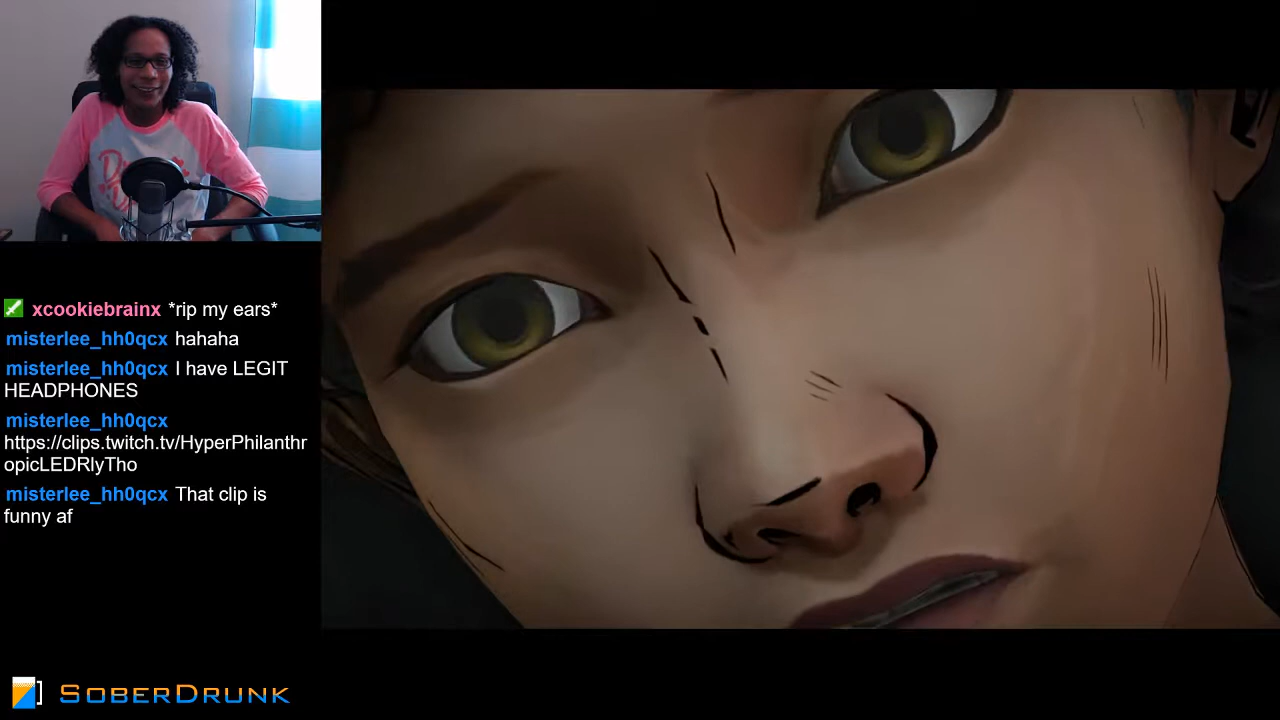 xcookiebrainx *rip my ears*
misterlee_hh0qcx hahaha
misterlee_hh0qcx I have LEGIT
HEADPHONES
misterlee_hh0qcx
https://clips.twitch.tv/HyperPhilanthr
opicLEDRlyTho
misterlee_hh0qcx That clip is
funny af
SOBERDRUNK